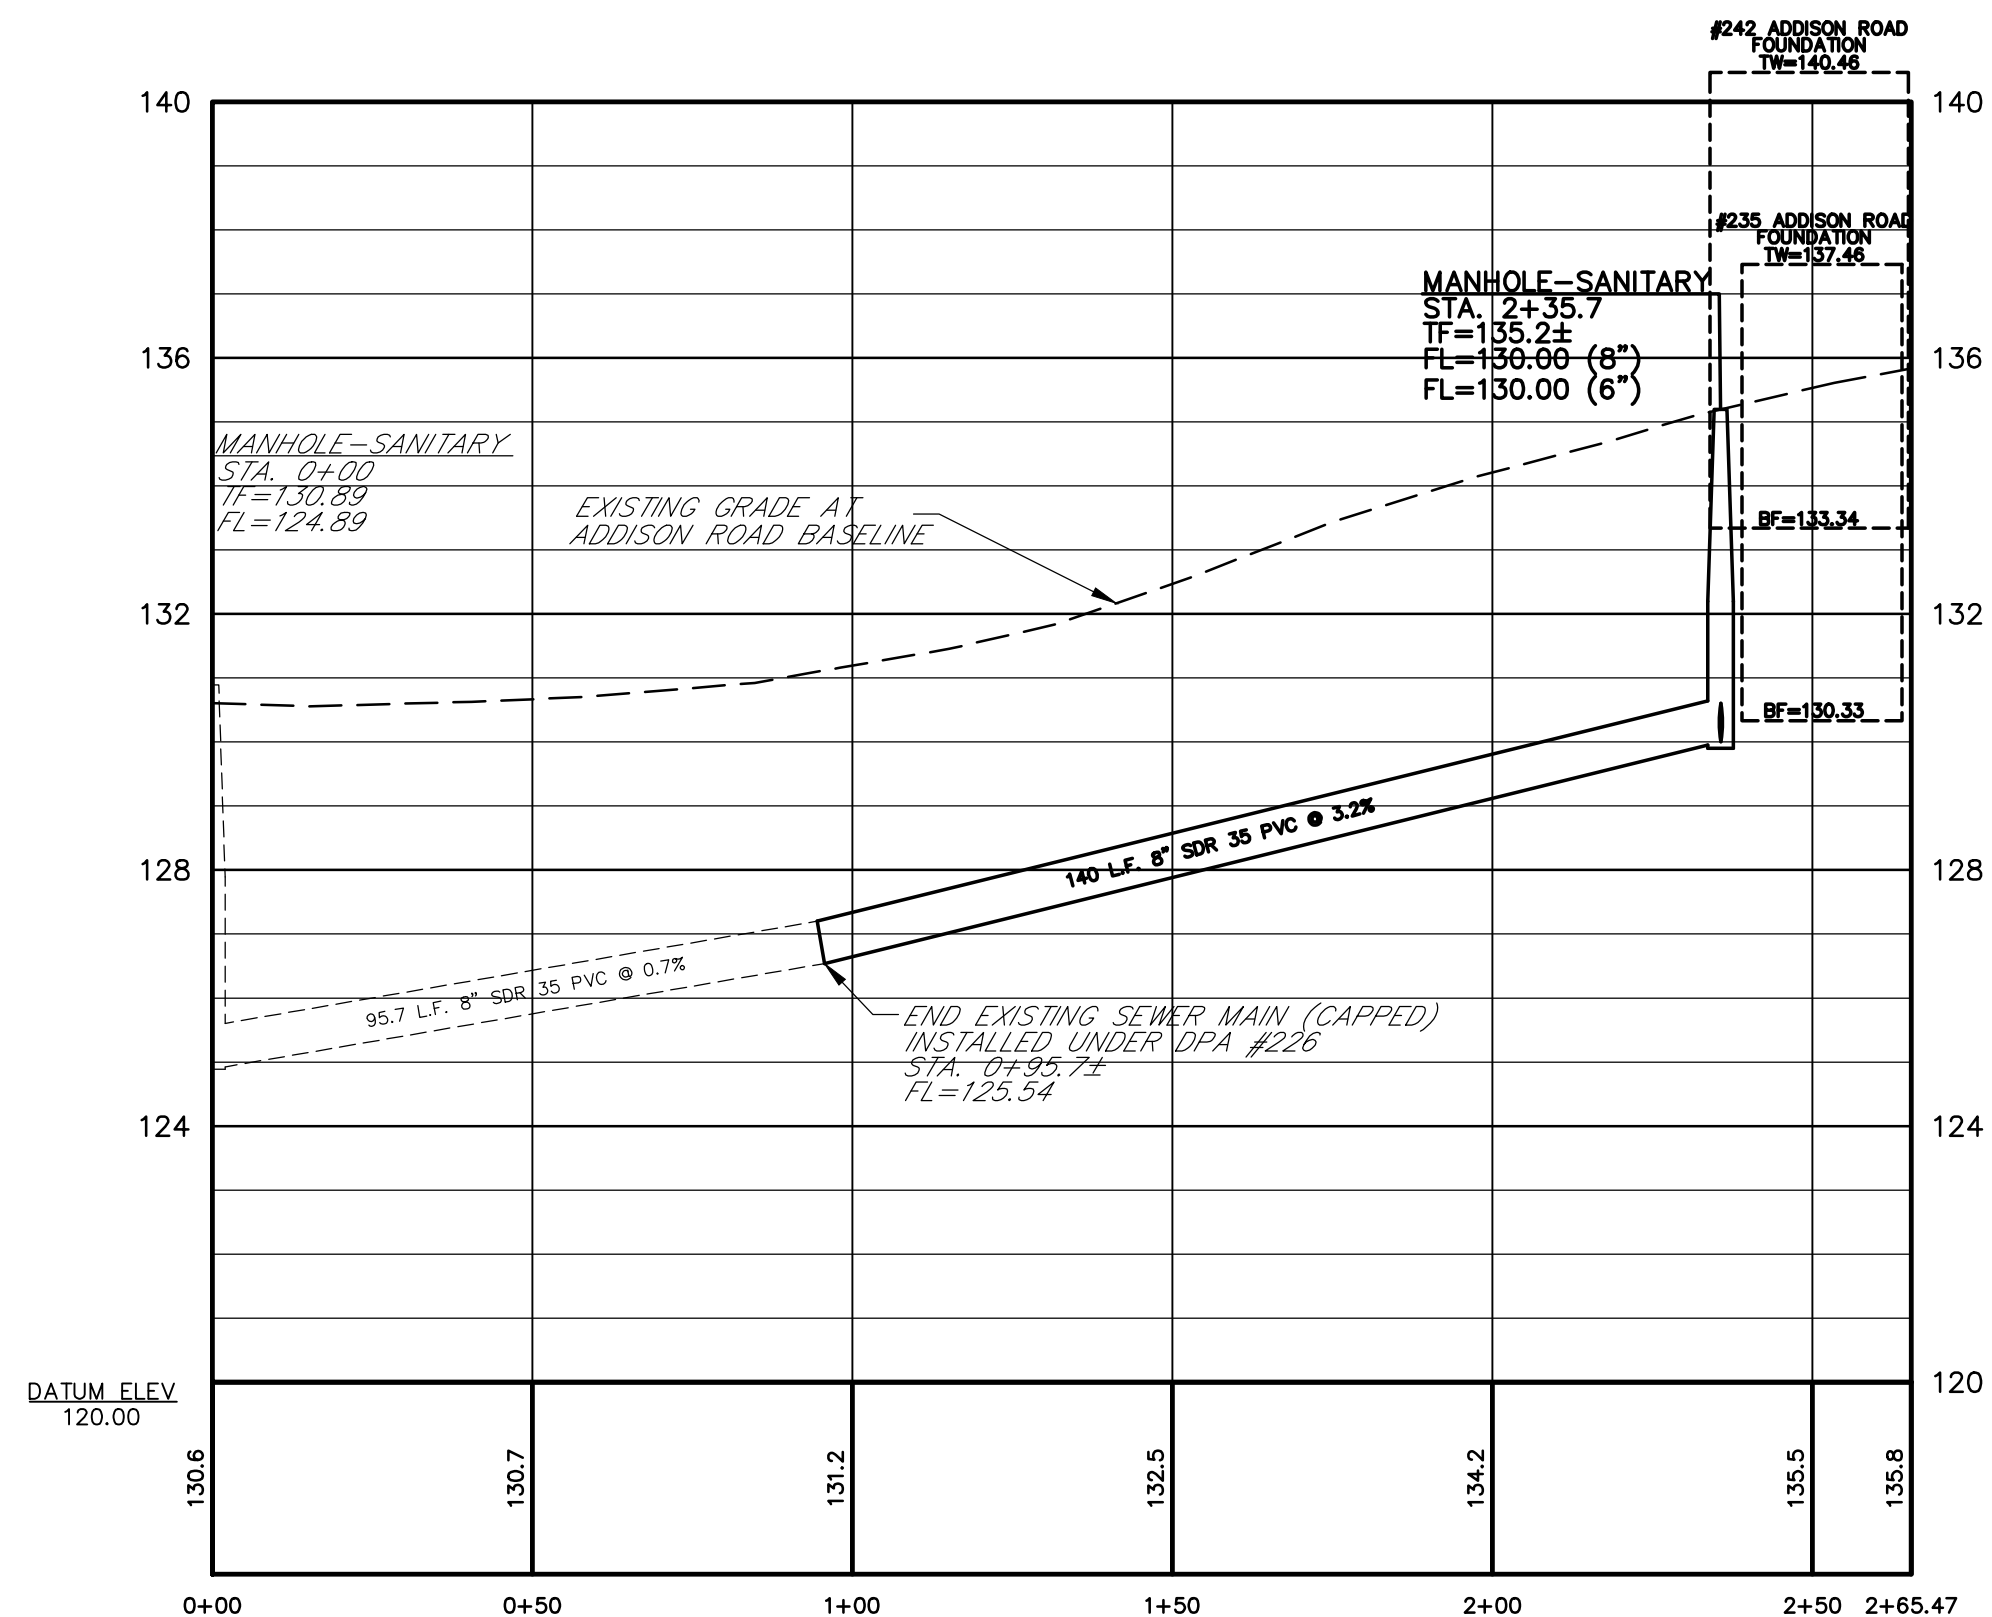 #242 ADDISON ROAD
FOUNDATION
TW=140.46
140
140
#235 ADDISON ROAD
FOUNDATION
TW=137.46
MANHOLE-SANITARY
STA. 2+35.7
TF=135.2±
FL=130.00 (8")
FL=130.00 (6")
136
136
MANHOLE-SANITARY
STA. 0+00
TF=130.89
FL=124.89
EXISTING GRADE AT
ADDISON ROAD BASELINE
BF=133.34
132
132
BF=130.33
140 L.F. 8" SDR 35 PVC @ 3.2%
128
128
95.7 L.F. 8" SDR 35 PVC @ 0.7%
END EXISTING SEWER MAIN (CAPPED)
INSTALLED UNDER DPA #226
STA. 0+95.7±
FL=125.54
124
124
DATUM ELEV
120.00
120
130.6
130.7
131.2
132.5
134.2
135.5
135.8
0+00
0+50
1+00
1+50
2+00
2+50
2+65.47